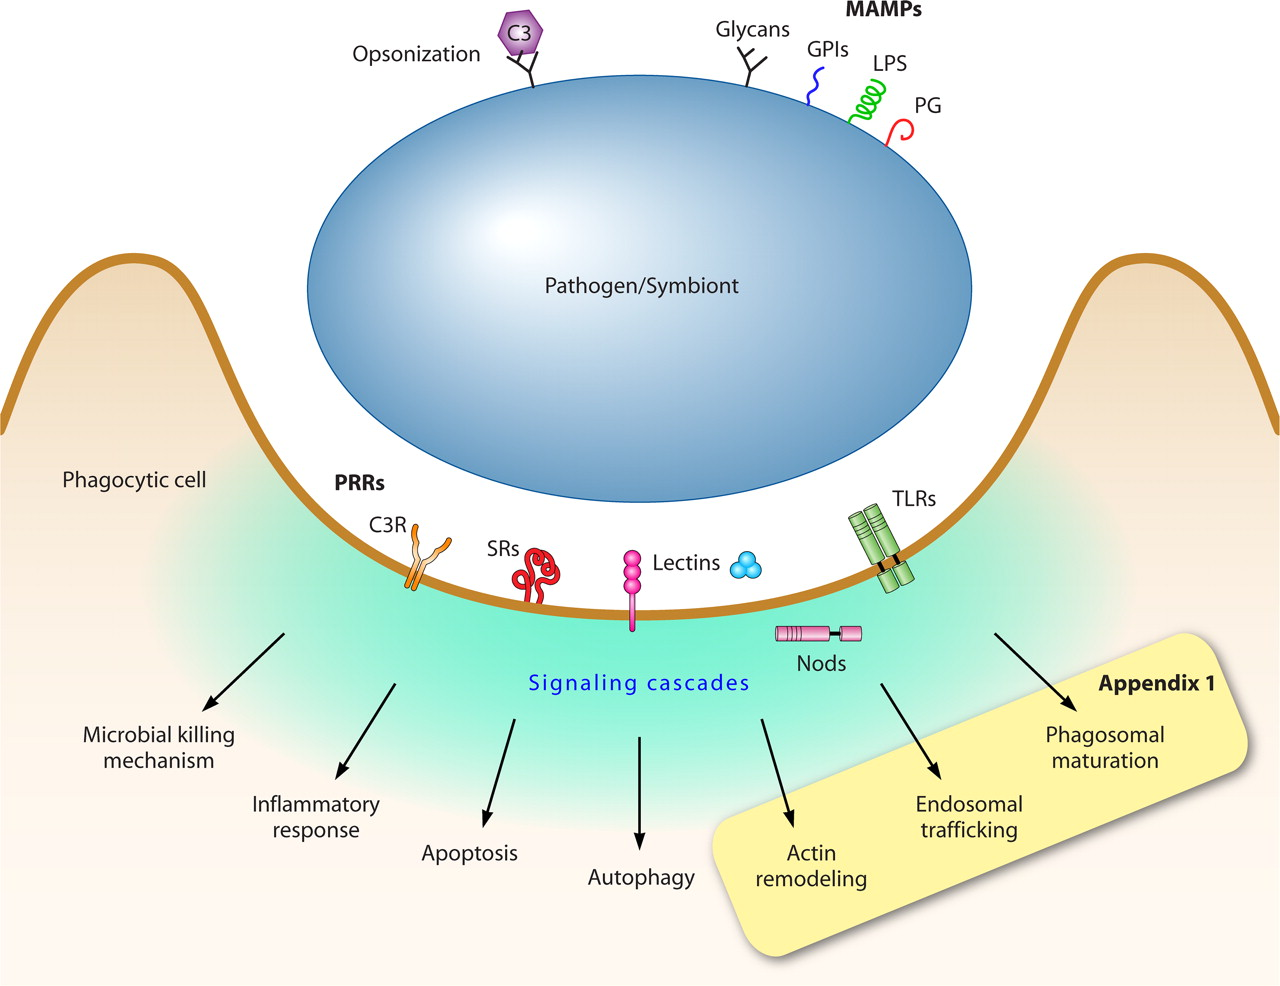 MAMPs
C3
Opsonization
Glycans
GPIs
LPS
PG
Pathogen/Symbiont
Phagocytic cell
PRRs
C3R
SRs
Lectins
TLRs
Nods
Signaling cascades
Appendix 1
Microbial killing
mechanism
Inflammatory
response
Apoptosis
Autophagy
Actin
remodeling
Endosomal
trafficking
Phagosomal
maturation